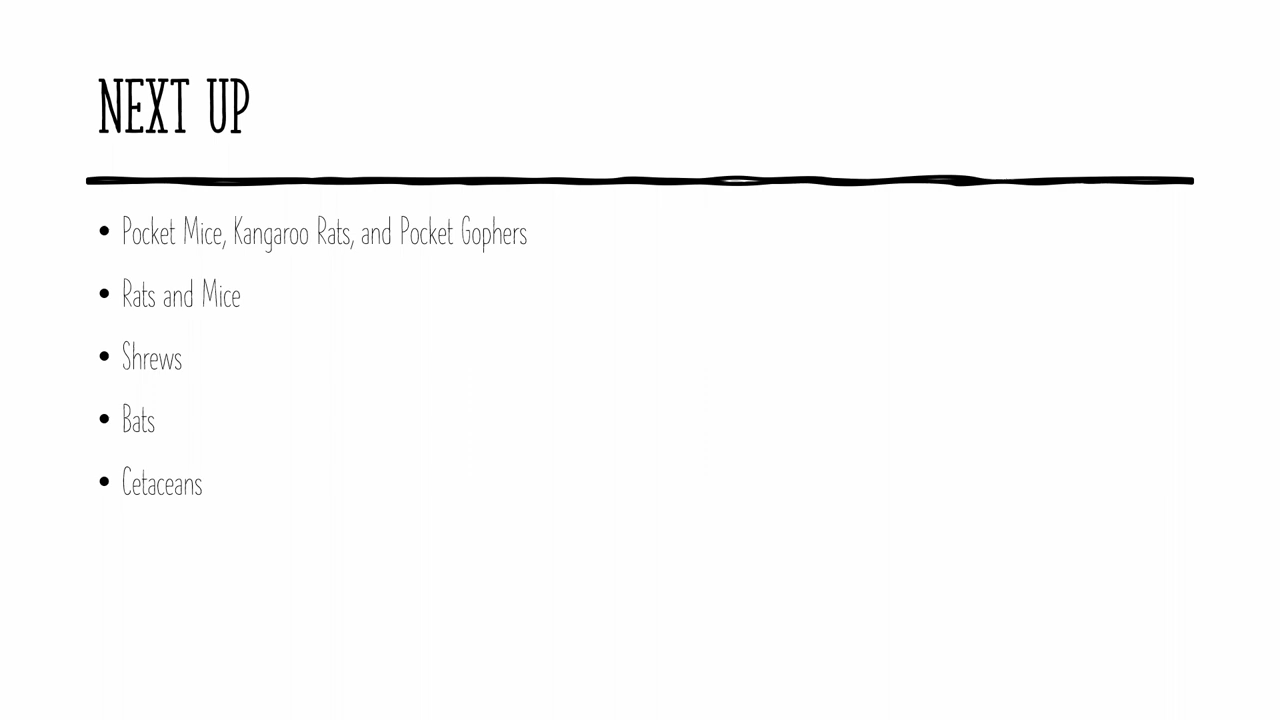 NEXT UP
• Pocket Mice, Kangaroo Rats, and Pocket Gophers
• Rats and Mice
• Shrews
• Bats
• Cetaceans